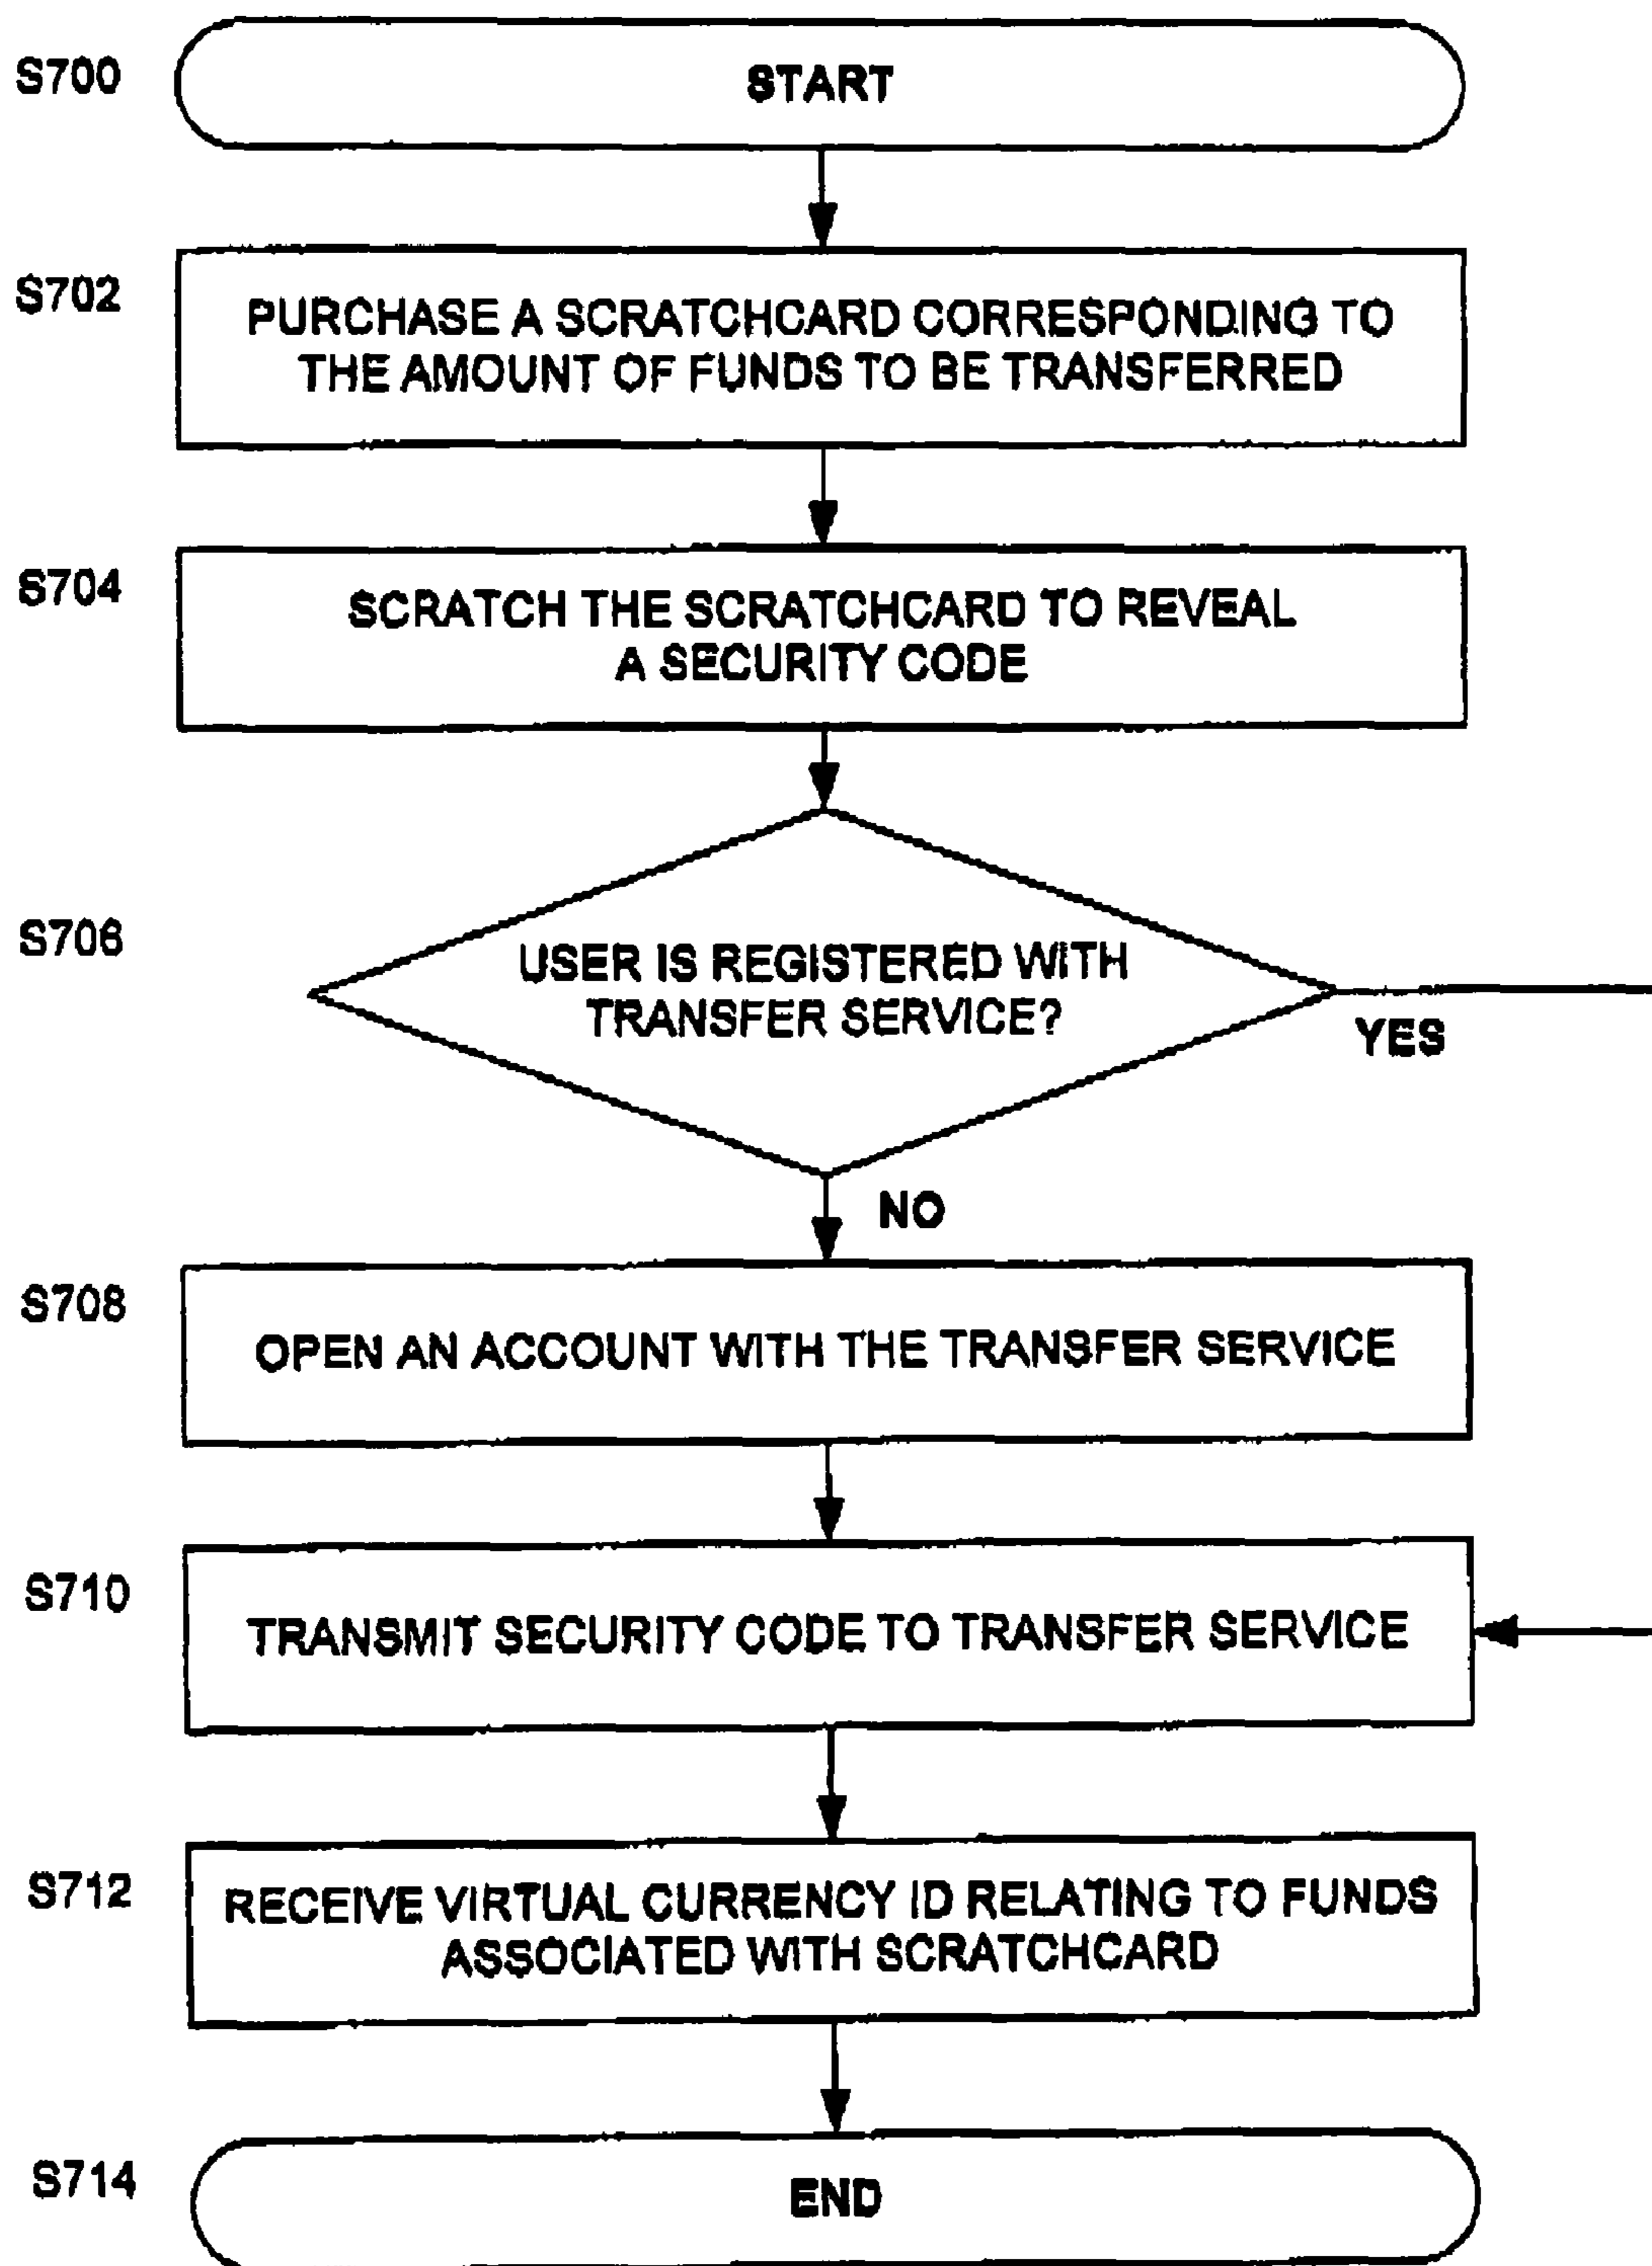 S700
START
S702
PURCHASE A SCRATCHCARD CORRESPONDING TO
THE AMOUNT OF FUNDS TO BE TRANSFERRED
S704
SCRATCH THE SCRATCHCARD TO REVEAL
A SECURITY CODE
S706
USER IS REGISTERED WITH
TRANSFER SERVICE?
YES
NO
S708
OPEN AN ACCOUNT WITH THE TRANSFER SERVICE
S710
TRANSMIT SECURITY CODE TO TRANSFER SERVICE
S712
RECEIVE VIRTUAL CURRENCY ID RELATING TO FUNDS
ASSOCIATED WITH SCRATCHCARD
S714
END